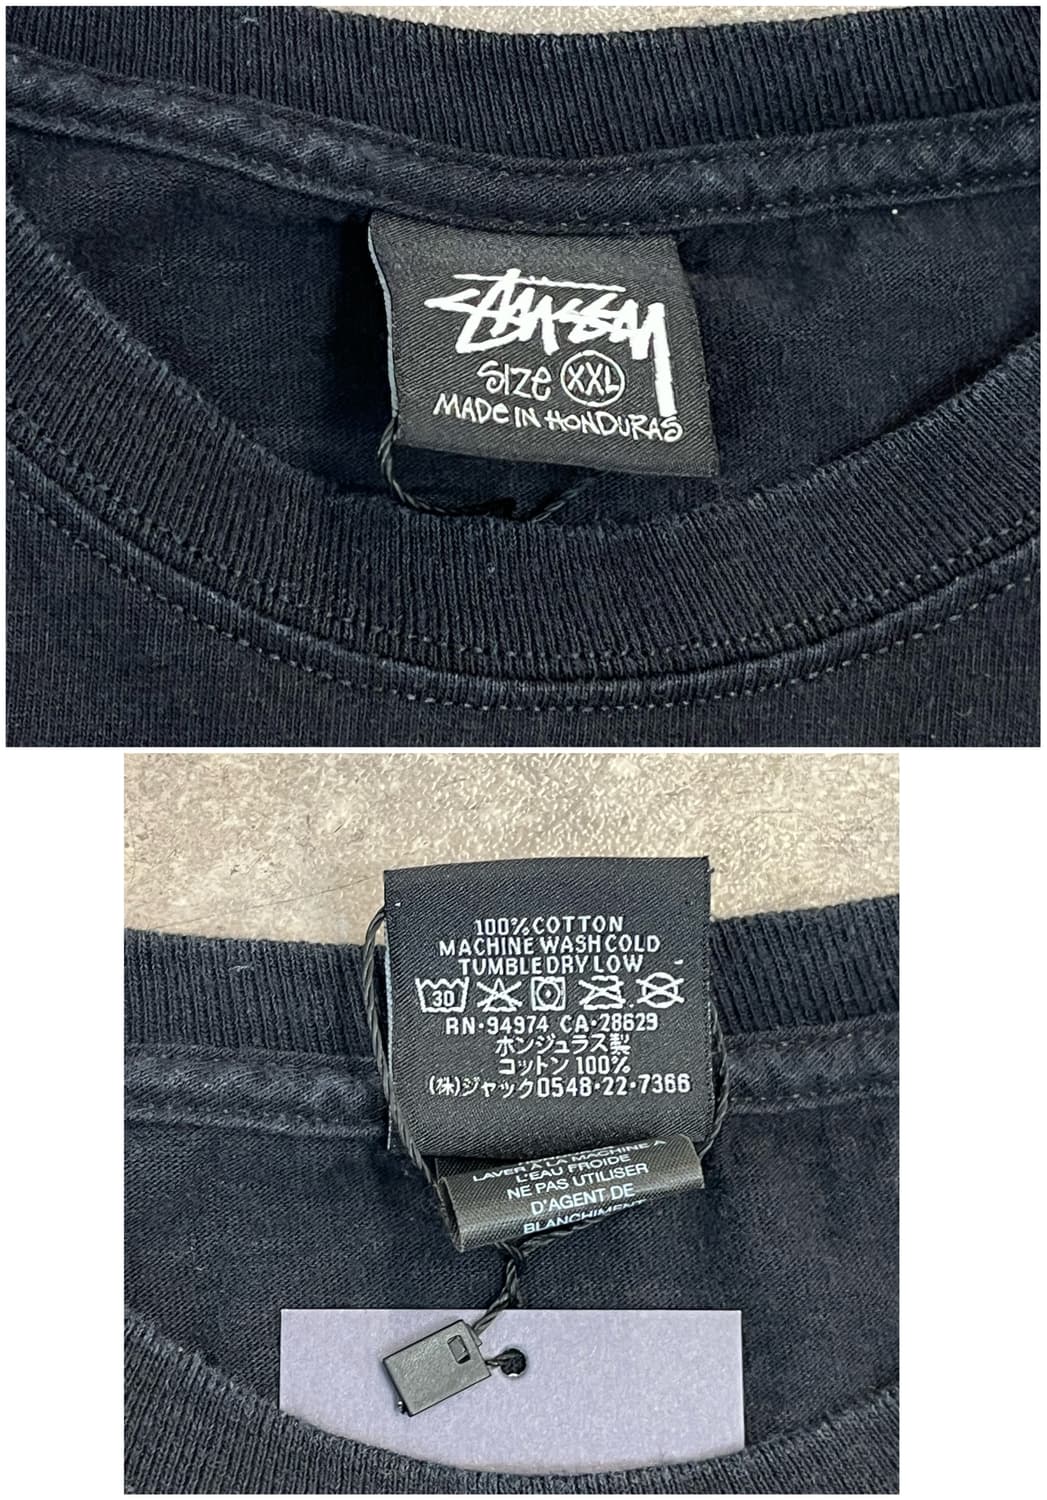 STÜSSY
SIZE XXL
MADE IN HONDURAS
100% COTTON
MACHINE WASH COLD
TUMBLE DRY LOW
30
RN·94974 CA·28629
ホンジュラス製
コットン 100%
(株)ジャック0548·22·7366
LAVER À LA MACHINE À
L'EAU FROIDE
NE PAS UTILISER
D'AGENT DE
BLANCHIMENT